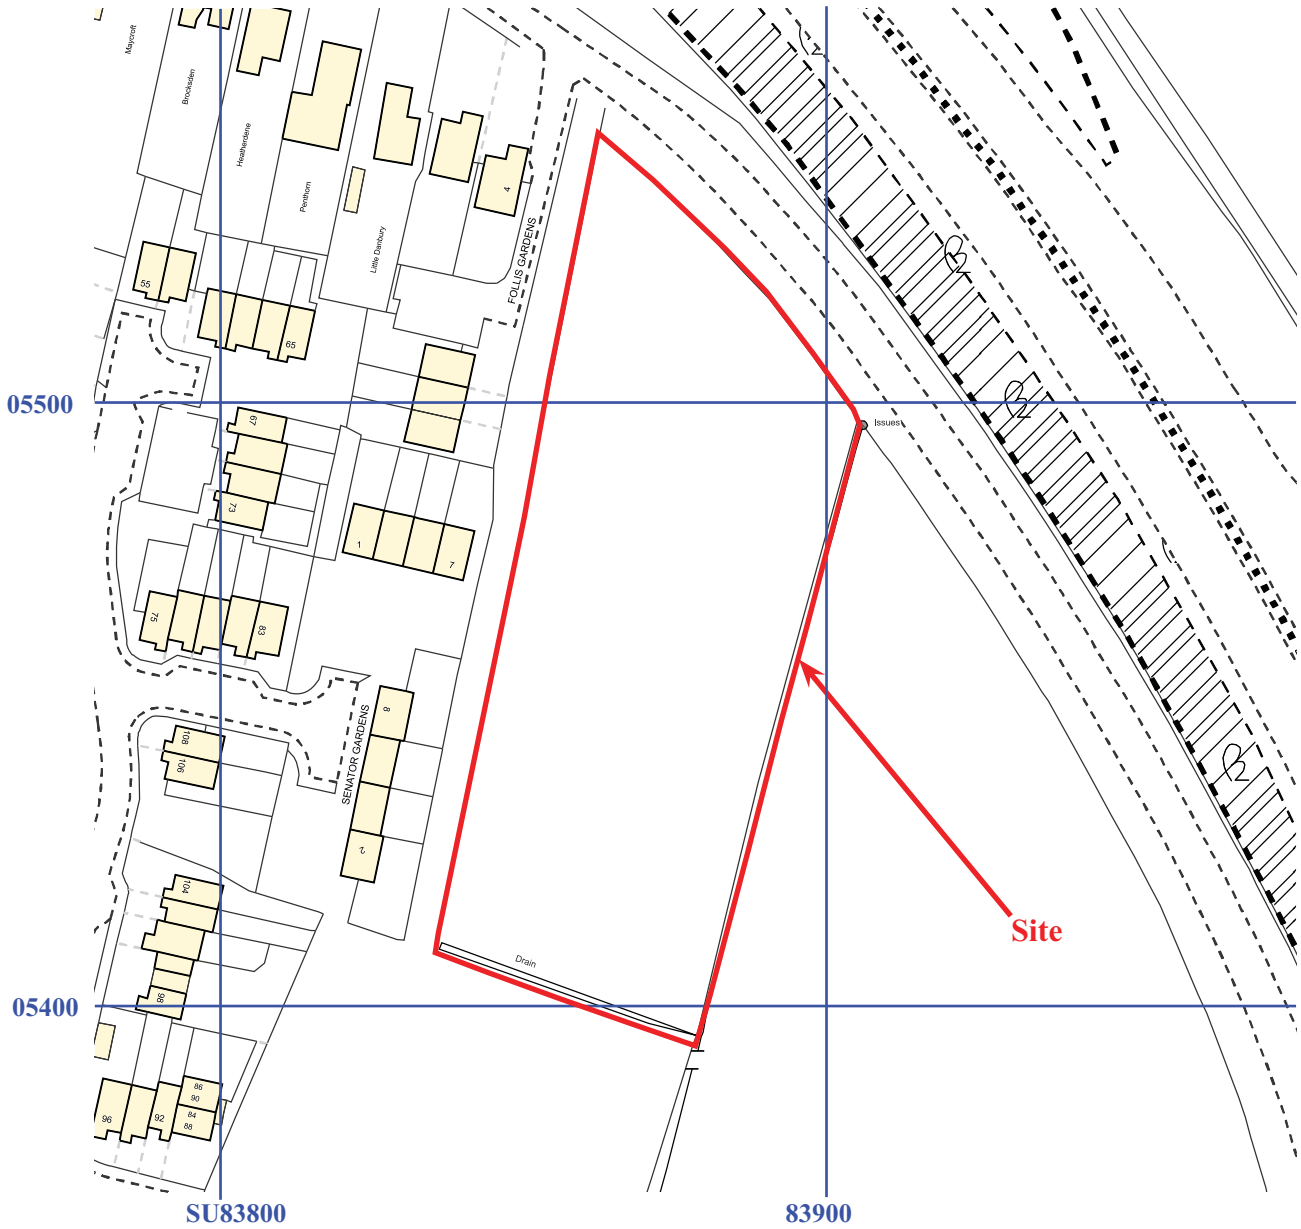 Maycroft
Brocksden
Heatherdene
Penthorn
Little Danbury
4
FOLLIS GARDENS
55
65
05500
Issues
67
73
1
7
75
83
8
SENATOR GARDENS
2
108
106
104
98
Site
Drain
05400
86
90
84
88
96
92
SU83800
83900